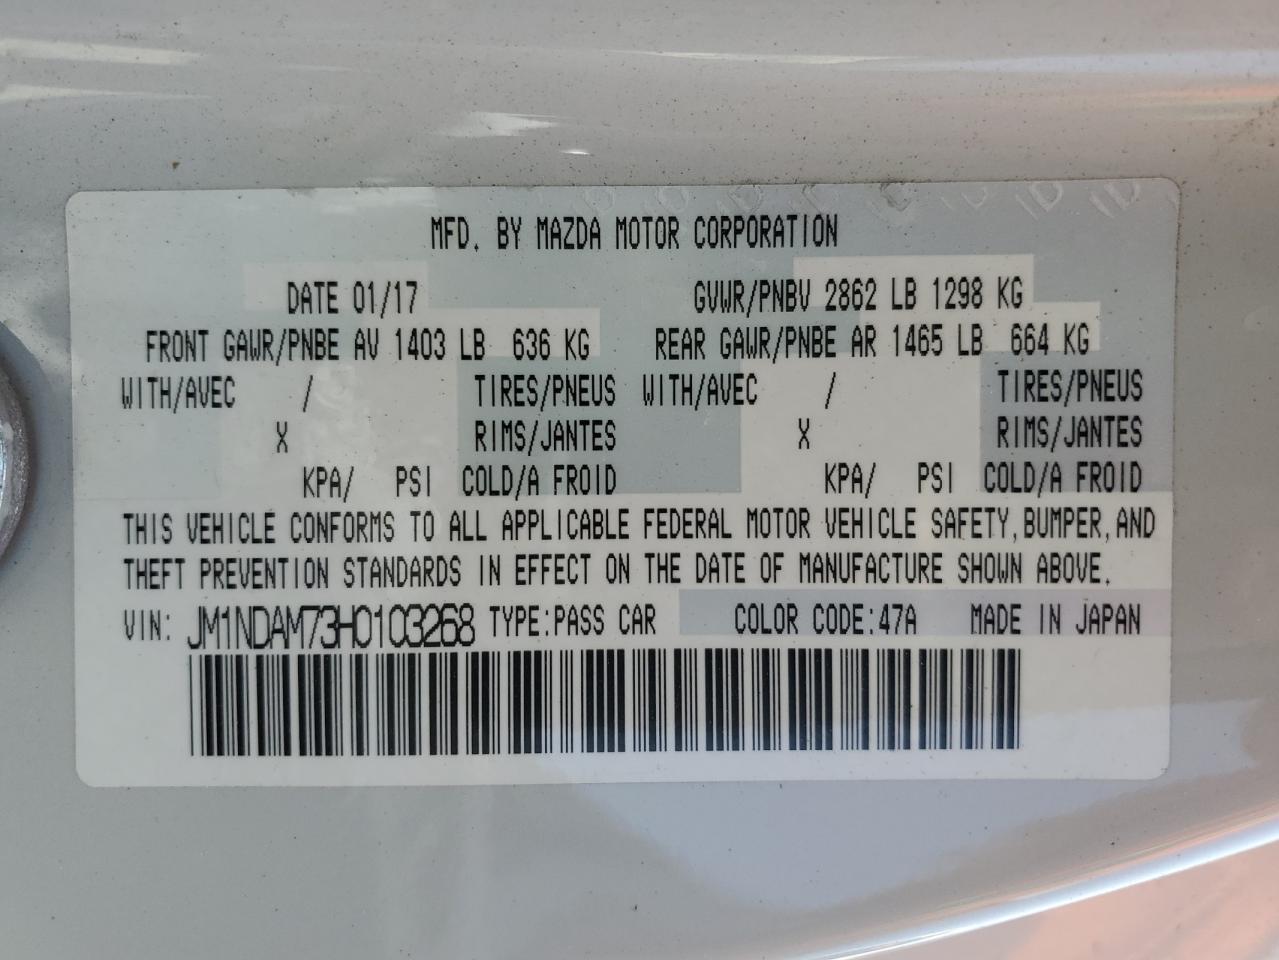 MFD. BY MAZDA MOTOR CORPORATION
DATE 01/17 GVWR/PNBV 2862 LB 1298 KG
FRONT GAWR/PNBE AV 1403 LB 636 KG REAR GAWR/PNBE AR 1465 LB 664 KG
WITH/AVEC / TIRES/PNEUS WITH/AVEC / TIRES/PNEUS
X RIMS/JANTES X RIMS/JANTES
KPA/ PSI COLD/A FROID KPA/ PSI COLD/A FROID
THIS VEHICLE CONFORMS TO ALL APPLICABLE FEDERAL MOTOR VEHICLE SAFETY, BUMPER, AND
THEFT PREVENTION STANDARDS IN EFFECT ON THE DATE OF MANUFACTURE SHOWN ABOVE.
VIN: JM1NDAM73H0103268 TYPE:PASS CAR COLOR CODE:47A MADE IN JAPAN